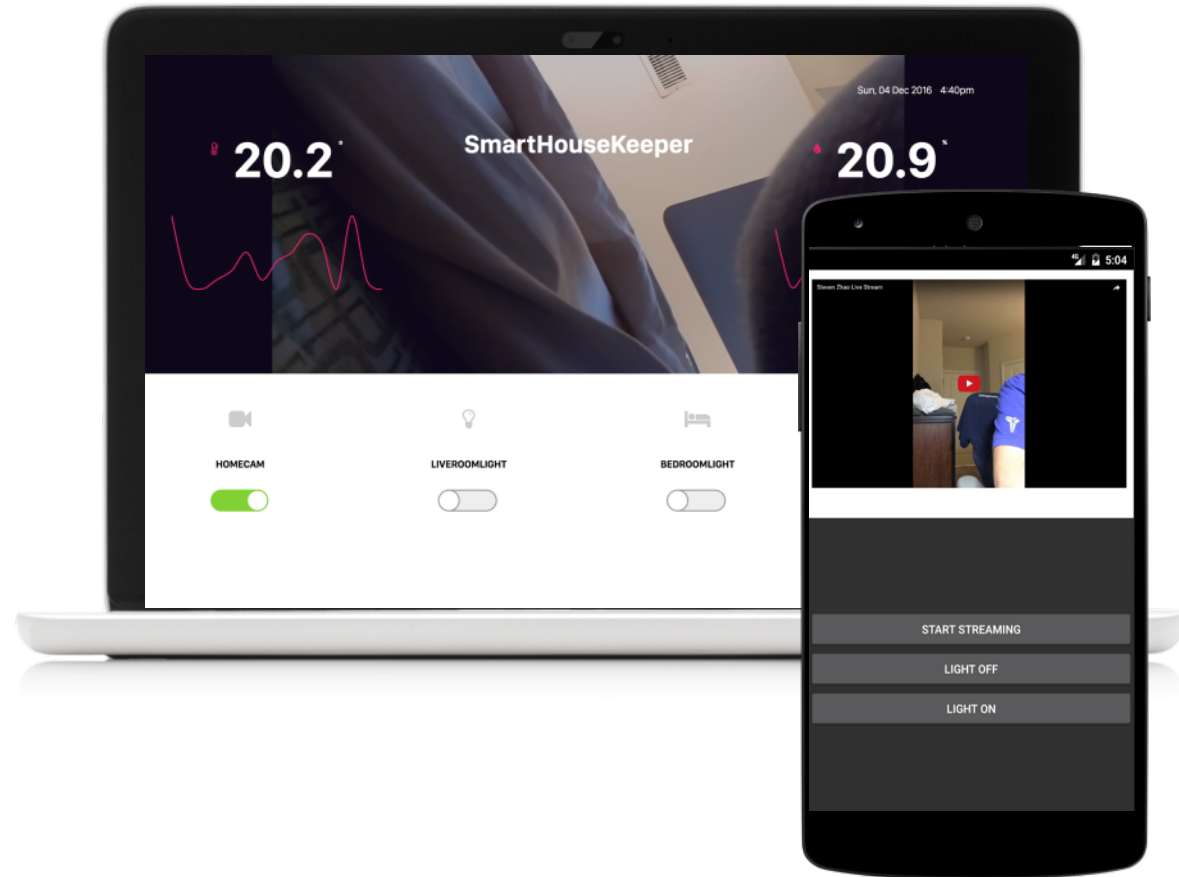 Sun, 04 Dec 2016 4:40pm
SmartHouseKeeper
20.2°
20.9%
HOMECAM
LIVEROOMLIGHT
BEDROOMLIGHT
4G 5:04
Steven Zhao Live Stream
START STREAMING
LIGHT OFF
LIGHT ON